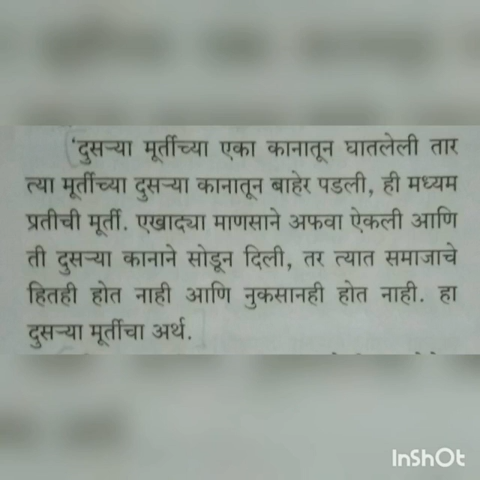 'दुसऱ्या मूर्तीच्या एका कानातून घातलेली तार
त्या मूर्तीच्या दुसऱ्या कानातून बाहेर पडली, ही मध्यम
प्रतीची मूर्ती. एखाद्या माणसाने अफवा ऐकली आणि
ती दुसऱ्या कानाने सोडून दिली, तर त्यात समाजाचे
हितही होत नाही आणि नुकसानही होत नाही. हा
दुसऱ्या मूर्तीचा अर्थ.
InShOt